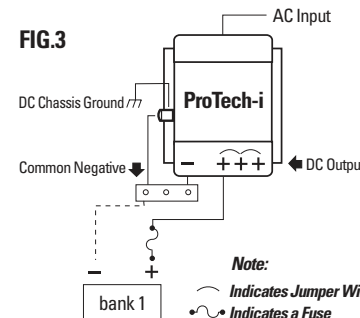 AC Input
FIG.3
ProTech-i
DC Chassis Ground
− + + +
DC Outpu
Common Negative
− +
Note:
Indicates Jumper Wi
bank 1
Indicates a Fuse